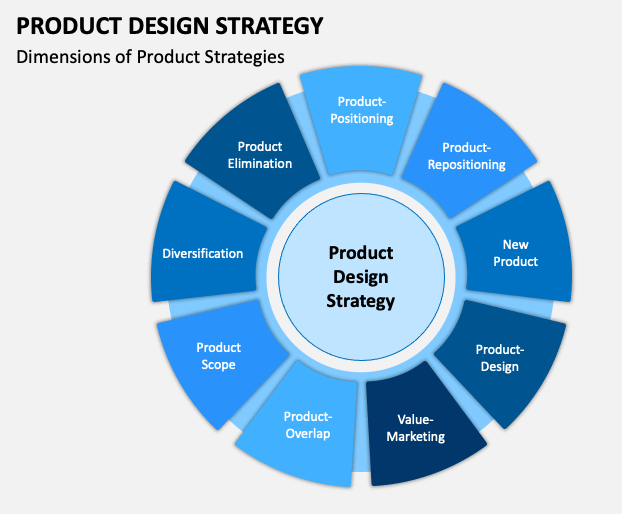 PRODUCT DESIGN STRATEGY
Dimensions of Product Strategies
Product-
Positioning
Product-
Repositioning
New
Product
Product-
Design
Value-
Marketing
Product-
Overlap
Product
Scope
Diversification
Product
Elimination
Product
Design
Strategy